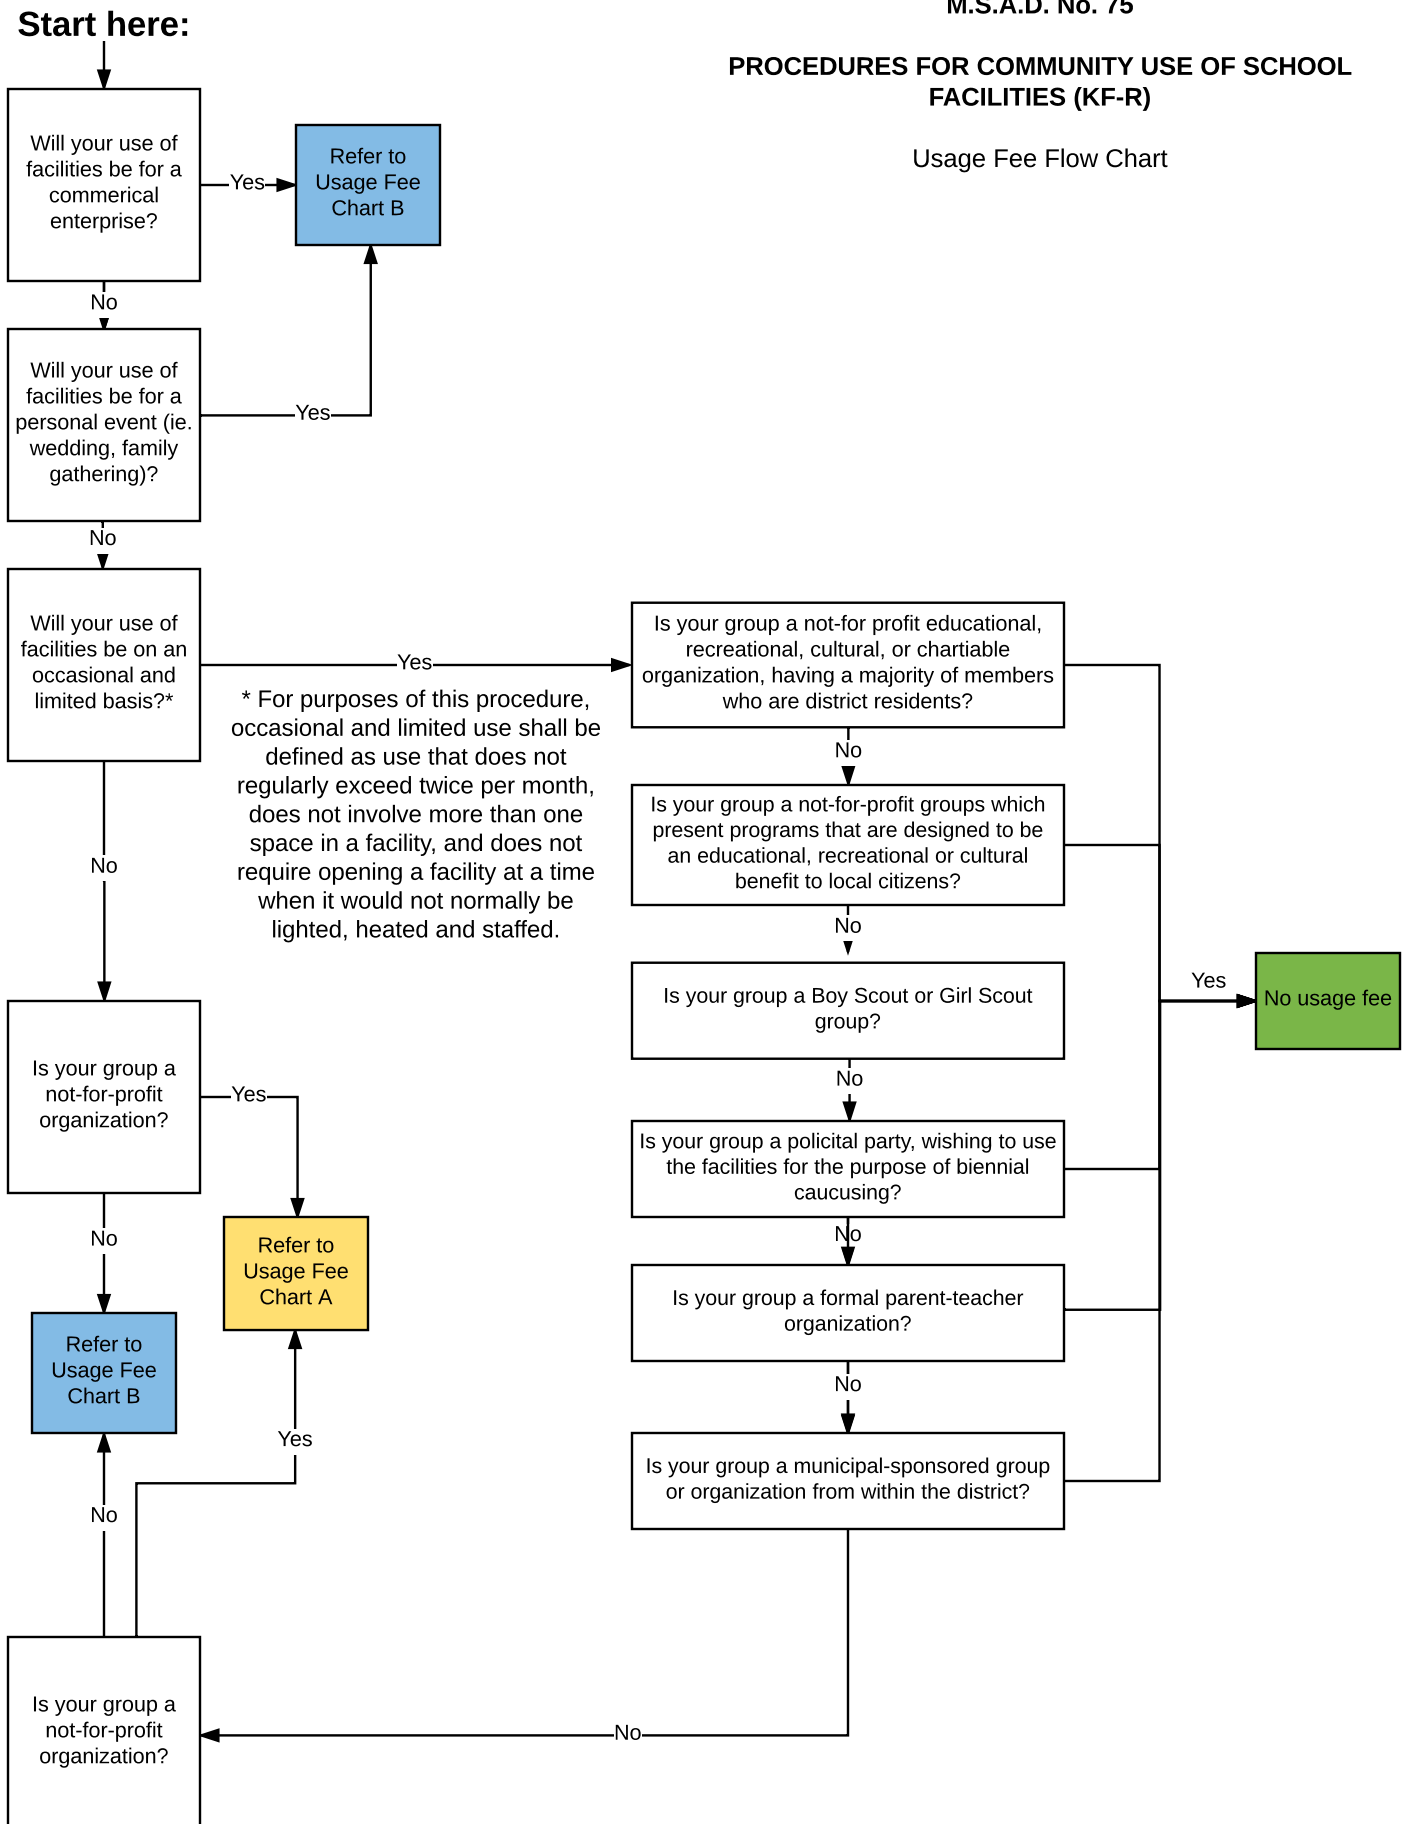 Start here:
M.S.A.D. No. 75
PROCEDURES FOR COMMUNITY USE OF SCHOOL
FACILITIES (KF-R)
Usage Fee Flow Chart
Will your use of
facilities be for a
commerical
enterprise?
Yes
Refer to
Usage Fee
Chart B
No
Will your use of
facilities be for a
personal event (ie.
wedding, family
gathering)?
Yes
No
Will your use of
facilities be on an
occasional and
limited basis?*
Yes
* For purposes of this procedure,
occasional and limited use shall be
defined as use that does not
regularly exceed twice per month,
does not involve more than one
space in a facility, and does not
require opening a facility at a time
when it would not normally be
lighted, heated and staffed.
Is your group a not-for profit educational,
recreational, cultural, or chartiable
organization, having a majority of members
who are district residents?
No
Is your group a not-for-profit groups which
present programs that are designed to be
an educational, recreational or cultural
benefit to local citizens?
No
Is your group a Boy Scout or Girl Scout
group?
No
Is your group a policital party, wishing to use
the facilities for the purpose of biennial
caucusing?
No
Is your group a formal parent-teacher
organization?
No
Is your group a municipal-sponsored group
or organization from within the district?
Yes
No usage fee
No
No
Is your group a
not-for-profit
organization?
Yes
No
Refer to
Usage Fee
Chart A
Refer to
Usage Fee
Chart B
Yes
No
Is your group a
not-for-profit
organization?